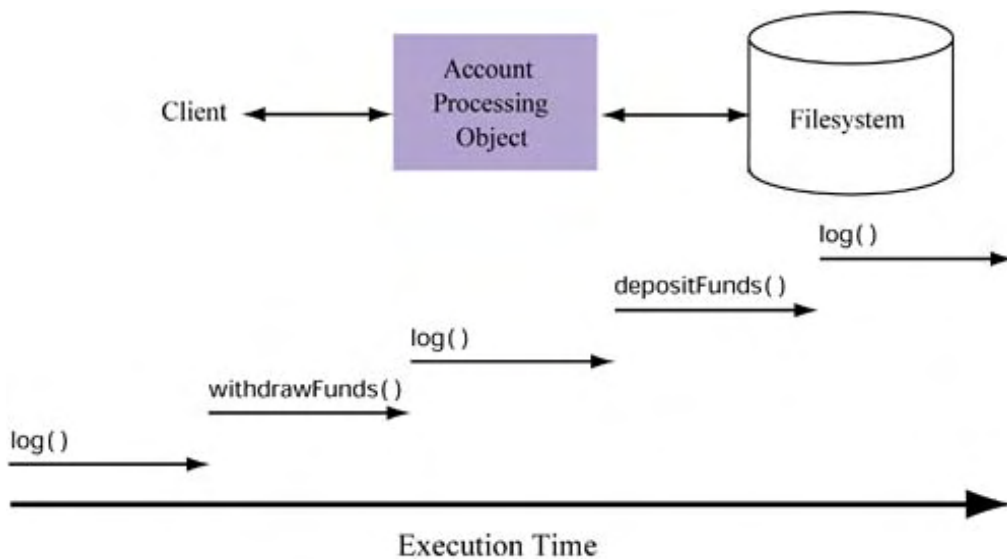 Client
Account
Processing
Object
Filesystem
log()
depositFunds()
log()
withdrawFunds()
log()
Execution Time